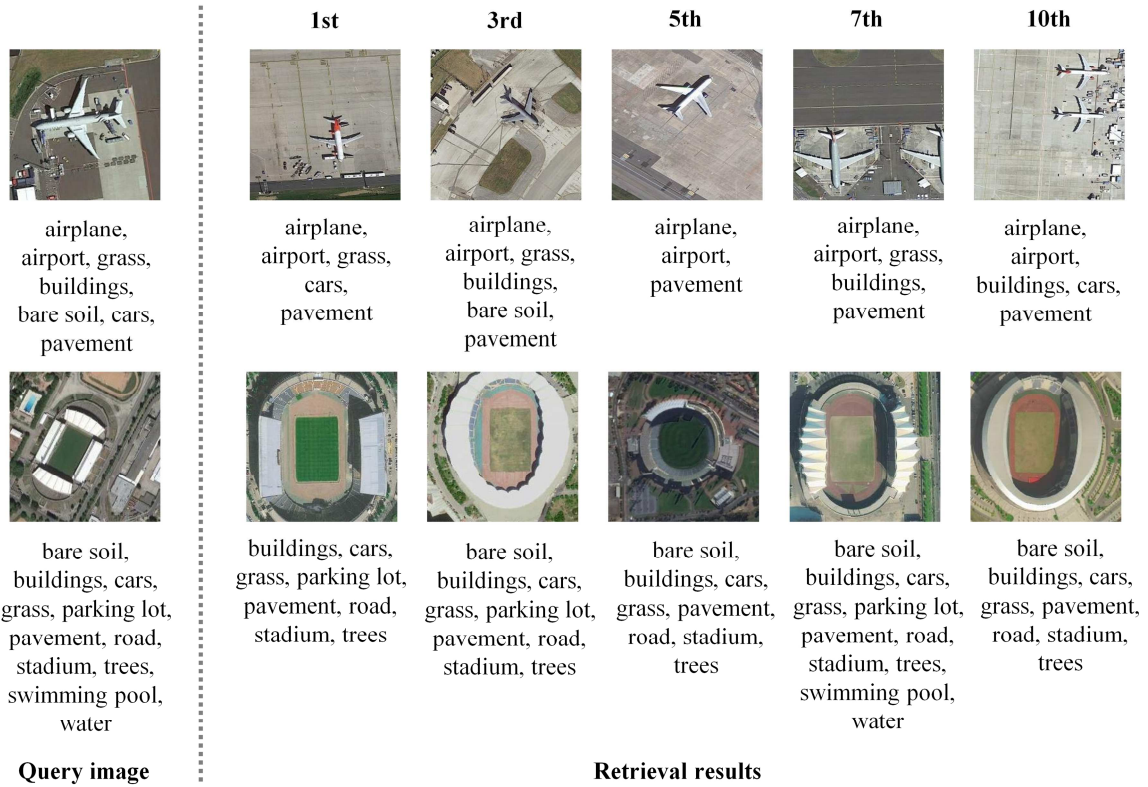 1st
3rd
5th
7th
10th
airplane,
airport, grass,
buildings,
bare soil, cars,
pavement
airplane,
airport, grass,
cars,
pavement
airplane,
airport, grass,
buildings,
bare soil,
pavement
airplane,
airport,
pavement
airplane,
airport, grass,
buildings,
pavement
airplane,
airport,
buildings, cars,
pavement
bare soil,
buildings, cars,
grass, parking lot,
pavement, road,
stadium, trees,
swimming pool,
water
buildings, cars,
grass, parking lot,
pavement, road,
stadium, trees
bare soil,
buildings, cars,
grass, parking lot,
pavement, road,
stadium, trees
bare soil,
buildings, cars,
grass, pavement,
road, stadium,
trees
bare soil,
buildings, cars,
grass, parking lot,
pavement, road,
stadium, trees,
swimming pool,
water
bare soil,
buildings, cars,
grass, pavement,
road, stadium,
trees
Query image
Retrieval results